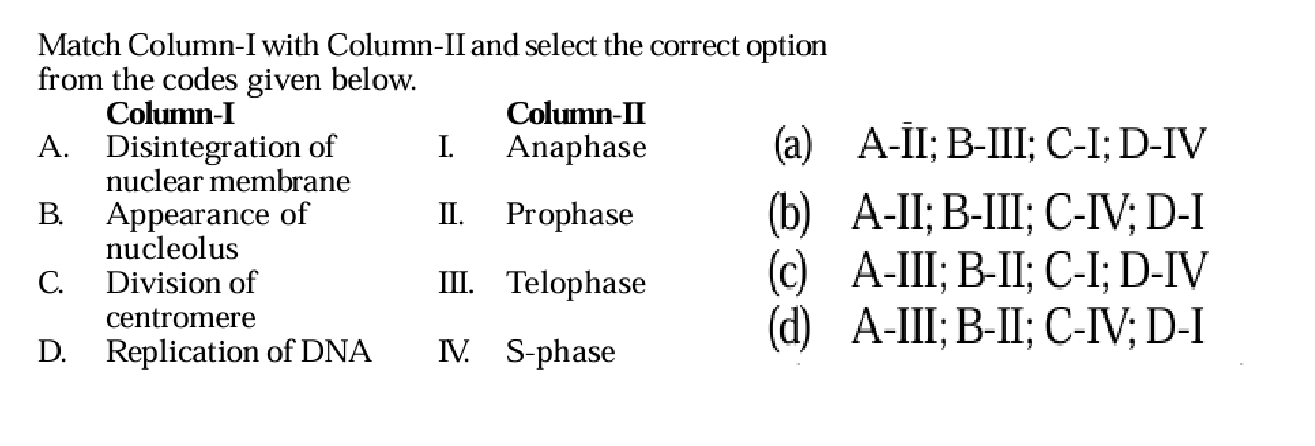 Match Column-I with Column-II and select the correct option
from the codes given below.
Column-I Column-II
A. Disintegration of I. Anaphase
nuclear membrane
B. Appearance of II. Prophase
nucleolus
C. Division of III. Telophase
centromere
D. Replication of DNA IV. S-phase
(a) A-II; B-III; C-I; D-IV
(b) A-II; B-III; C-IV; D-I
(c) A-III; B-II; C-I; D-IV
(d) A-III; B-II; C-IV; D-I